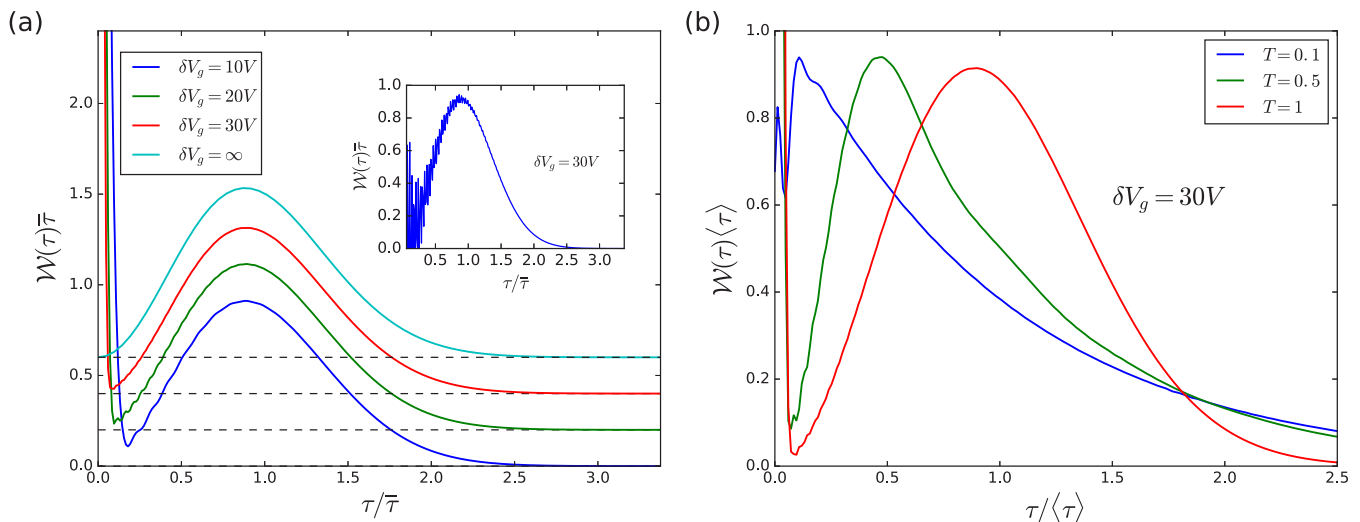 (a)
𝒲(τ)τ̅
2.5
2.0
1.5
1.0
0.5
0.0
δV_g = 10V
δV_g = 20V
δV_g = 30V
δV_g = ∞
𝒲(τ)τ̅
1.0
0.8
0.6
0.4
0.2
0.0
δV_g = 30V
0.5 1.0 1.5 2.0 2.5 3.0
τ/τ̅
0.0 0.5 1.0 1.5 2.0 2.5 3.0
τ/τ̅
(b)
𝒲(τ)⟨τ⟩
1.0
0.8
0.6
0.4
0.2
0.0
T = 0.1
T = 0.5
T = 1
δV_g = 30V
0.0 0.5 1.0 1.5 2.0 2.5
τ/⟨τ⟩